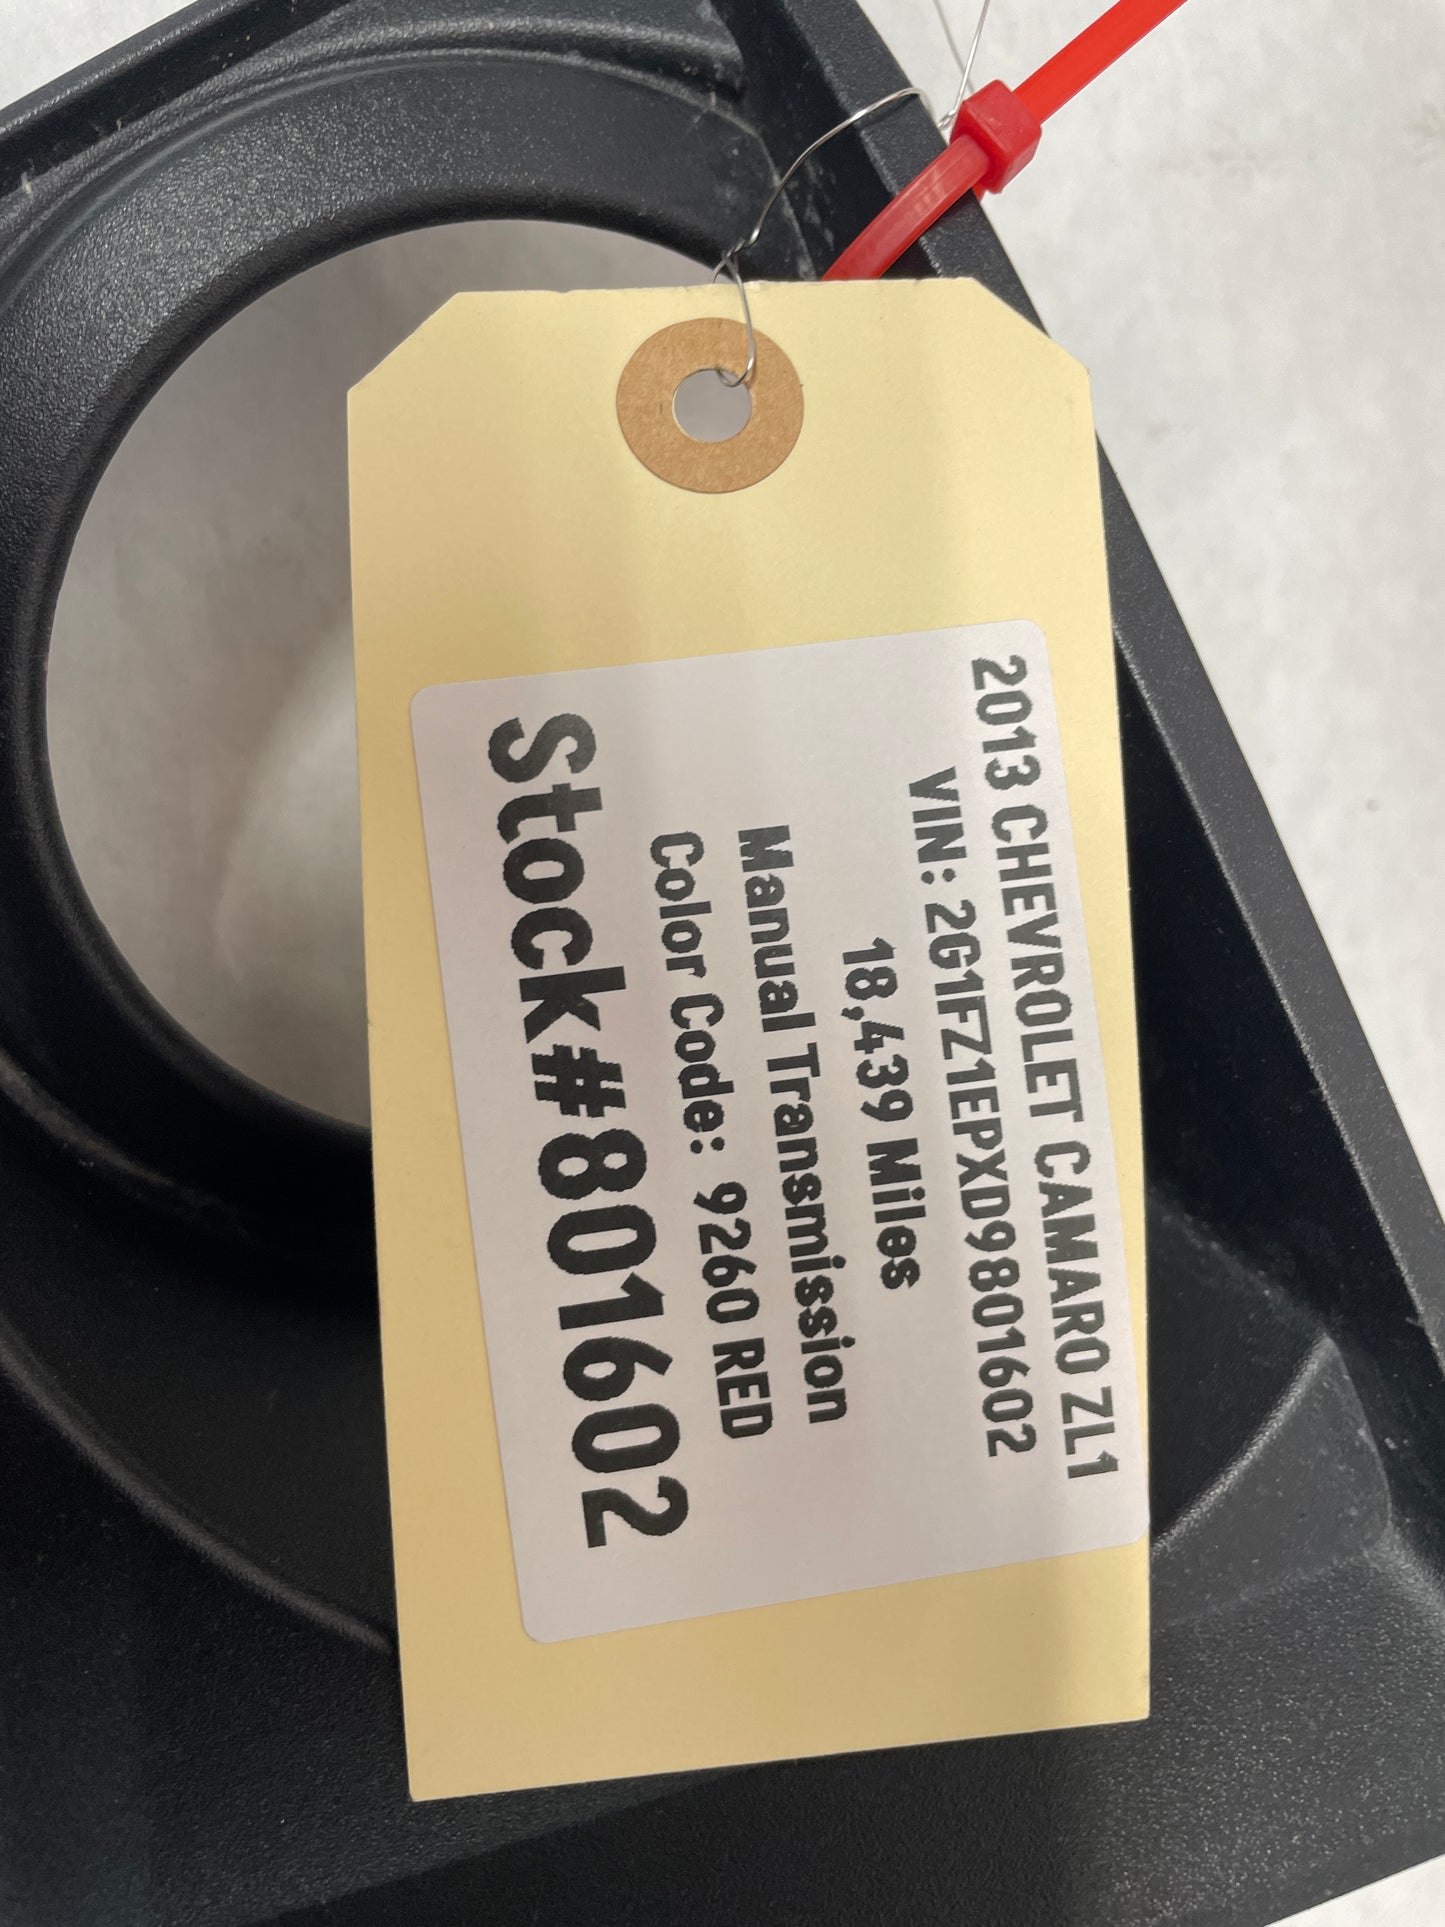 2013 CHEVROLET CAMARO ZL1
VIN: 2G1FZ1EPXD9801602
18,439 Miles
Manual Transmission
Color Code: 9260 RED
Stock#801602